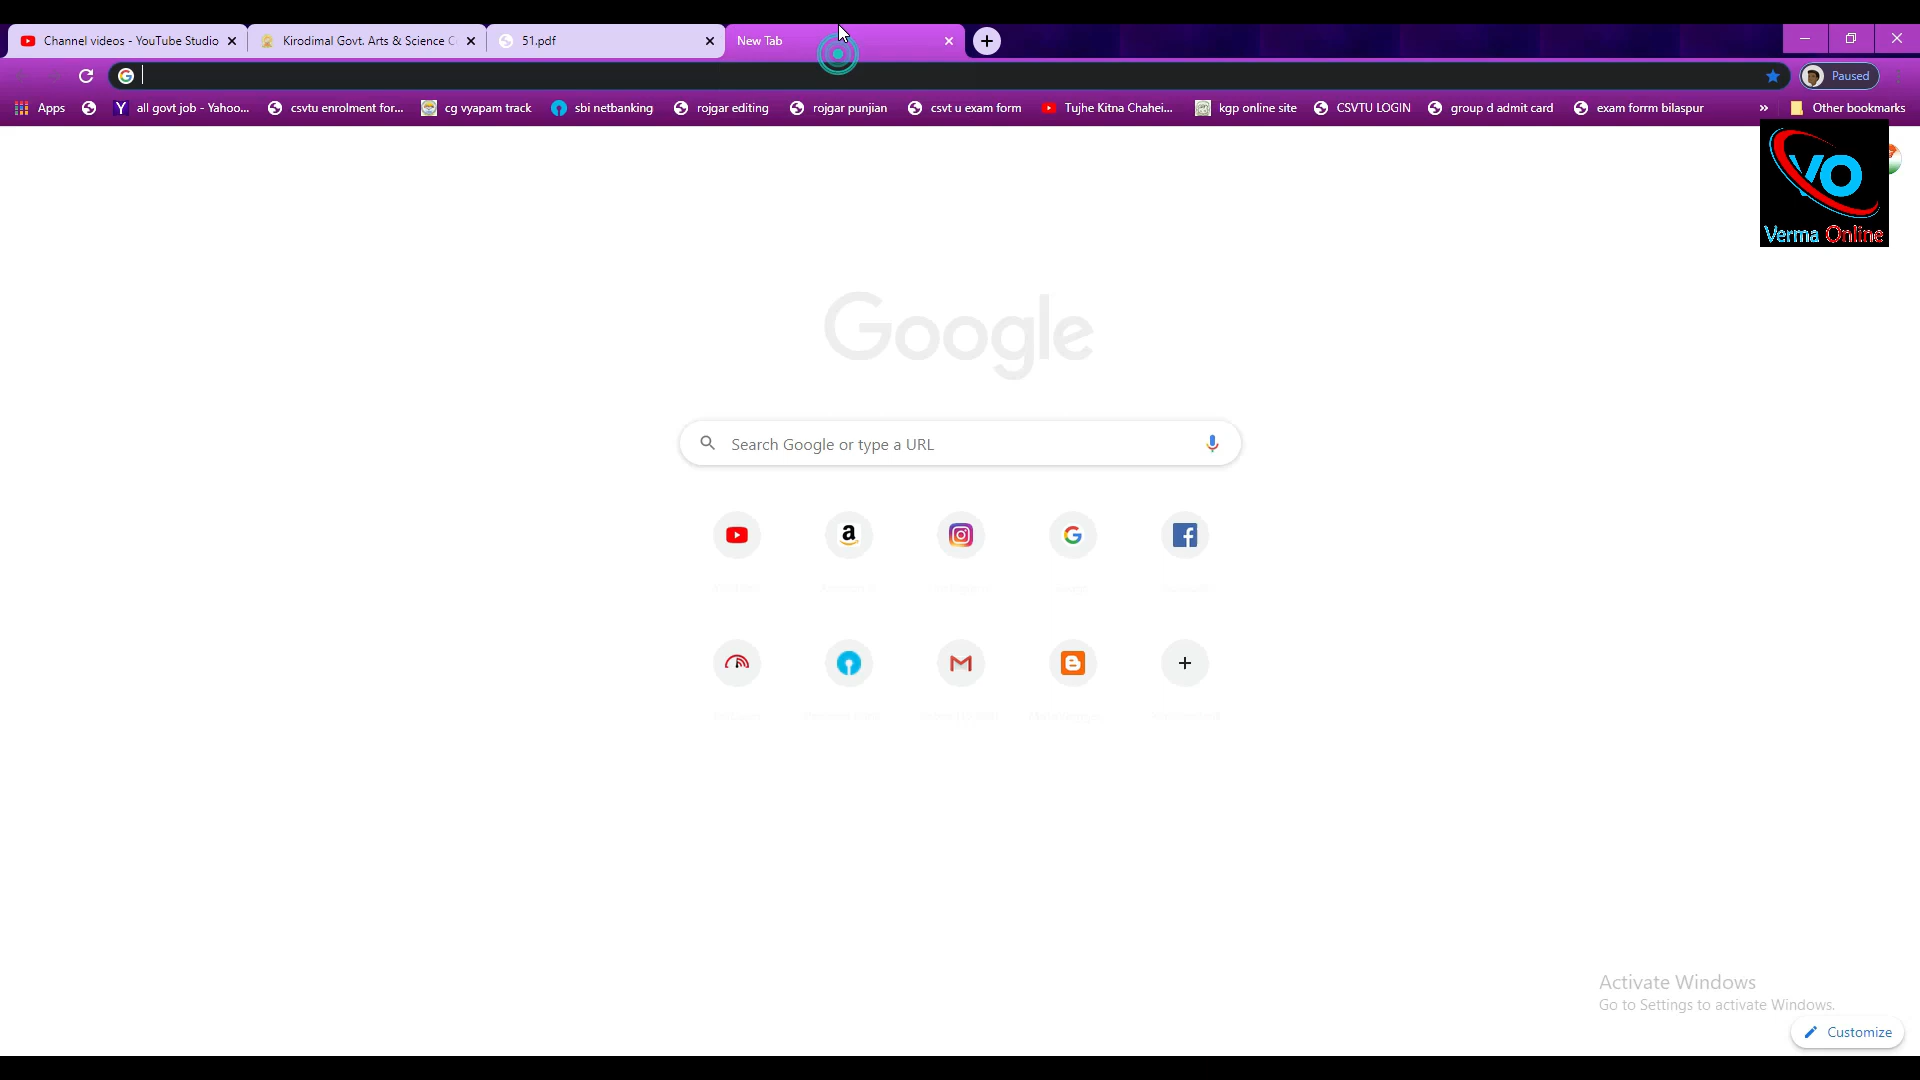 Channel videos - YouTube Studio
Kirodimal Govt. Arts & Science C
51.pdf
New Tab
Paused
Apps
all govt job - Yahoo...
csvtu enrolment for...
cg vyapam track
sbi netbanking
rojgar editing
rojgar punjian
csvt u exam form
Tujhe Kitna Chahei...
kgp online site
CSVTU LOGIN
group d admit card
exam forrm bilaspur
»
Other bookmarks
VO
Verma Online
Google
Search Google or type a URL
Activate Windows
Go to Settings to activate Windows.
Customize